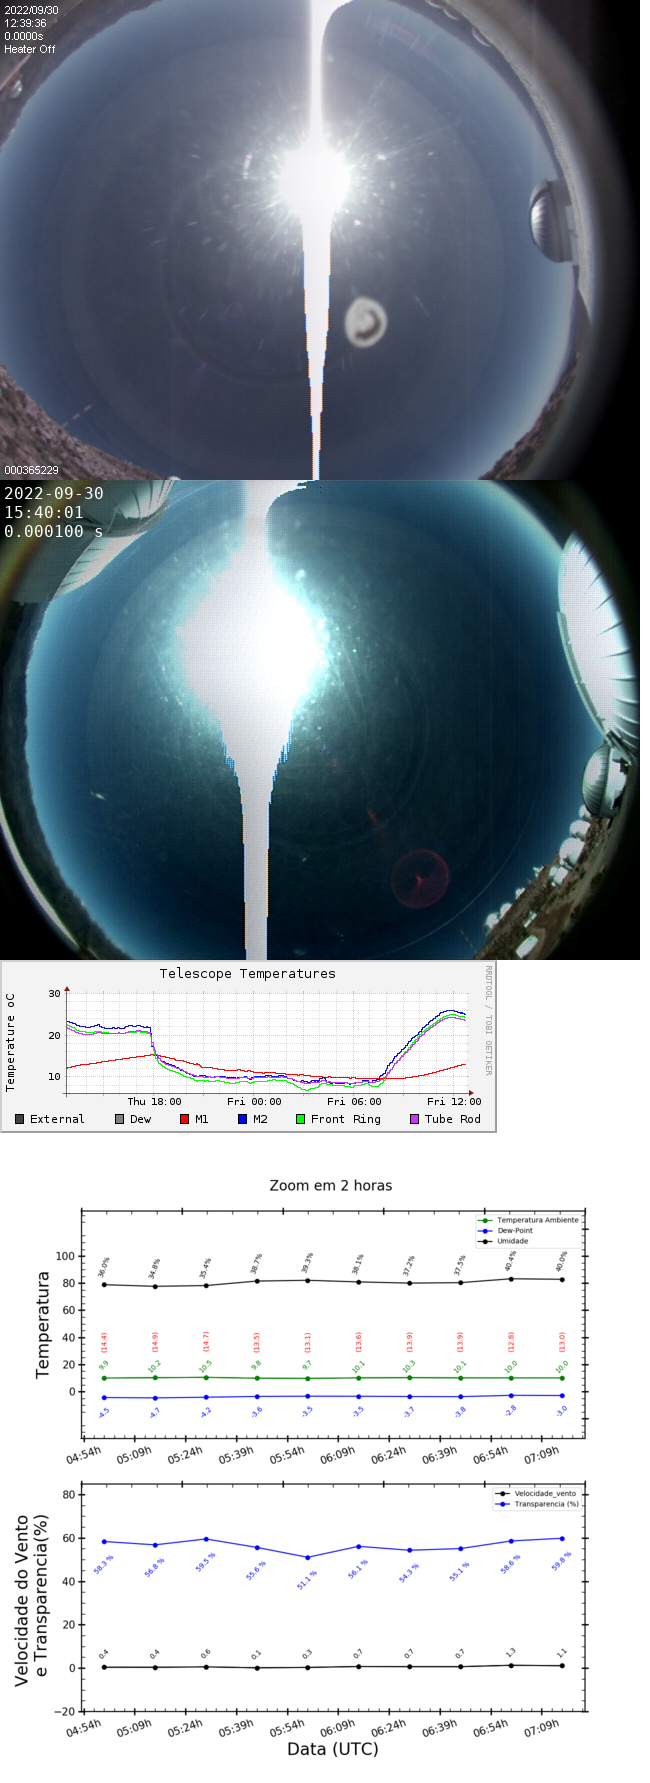 2022/09/30
12:39:36
0.0000s
Heater Off
000365229
2022-09-30
15:40:01
0.000100 s
Telescope Temperatures
RRDTOOL / TOBI OETIKER
Temperature oC
30
20
10
Thu 18:00 Fri 00:00 Fri 06:00 Fri 12:00
External Dew M1 M2 Front Ring Tube Rod
Zoom em 2 horas
Temperatura Ambiente
Dew-Point
Umidade
Temperatura
100
80
60
40
20
0
36.0% 34.8% 35.4% 38.7% 39.3% 38.1% 37.2% 37.5% 40.4% 40.0%
(14.4) (14.9) (14.7) (13.5) (13.1) (13.6) (13.9) (13.9) (12.8) (13.0)
9.9 10.2 10.5 9.8 9.7 10.1 10.3 10.1 10.0 10.0
-4.5 -4.7 -4.2 -3.6 -3.5 -3.5 -3.7 -3.8 -2.8 -3.0
04:54h 05:09h 05:24h 05:39h 05:54h 06:09h 06:24h 06:39h 06:54h 07:09h
Velocidade_vento
Transparencia (%)
Velocidade do Vento
e Transparencia(%)
80
60
40
20
0
−20
58.3 % 56.8 % 59.5 % 55.6 % 51.1 % 56.1 % 54.3 % 55.1 % 58.6 % 59.8 %
0.4 0.4 0.6 0.1 0.3 0.7 0.7 0.7 1.3 1.1
04:54h 05:09h 05:24h 05:39h 05:54h 06:09h 06:24h 06:39h 06:54h 07:09h
Data (UTC)